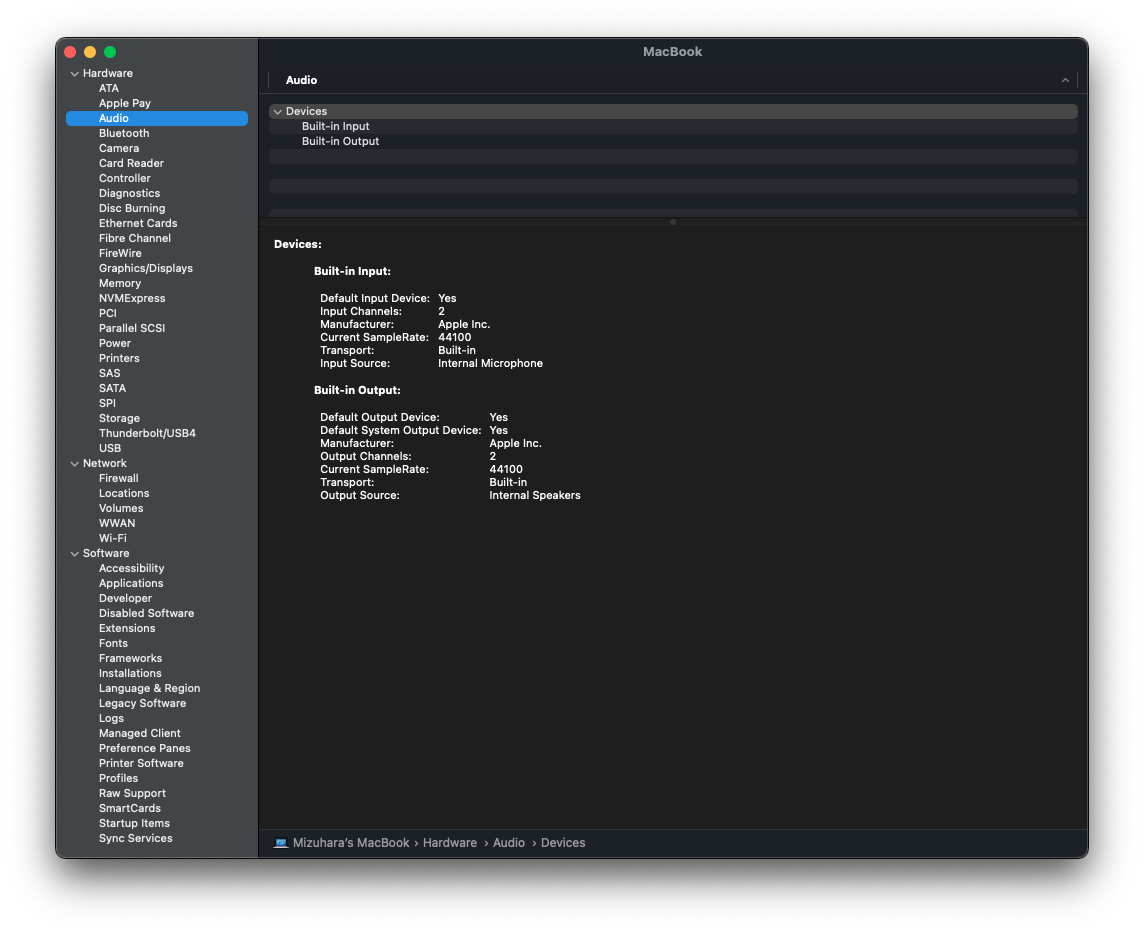 MacBook
Hardware
ATA
Apple Pay
Audio
Bluetooth
Camera
Card Reader
Controller
Diagnostics
Disc Burning
Ethernet Cards
Fibre Channel
FireWire
Graphics/Displays
Memory
NVMExpress
PCI
Parallel SCSI
Power
Printers
SAS
SATA
SPI
Storage
Thunderbolt/USB4
USB
Network
Firewall
Locations
Volumes
WWAN
Wi-Fi
Software
Accessibility
Applications
Developer
Disabled Software
Extensions
Fonts
Frameworks
Installations
Language & Region
Legacy Software
Logs
Managed Client
Preference Panes
Printer Software
Profiles
Raw Support
SmartCards
Startup Items
Sync Services
Audio
Devices
Built-in Input
Built-in Output
Devices:
Built-in Input:
Default Input Device: Yes
Input Channels: 2
Manufacturer: Apple Inc.
Current SampleRate: 44100
Transport: Built-in
Input Source: Internal Microphone
Built-in Output:
Default Output Device: Yes
Default System Output Device: Yes
Manufacturer: Apple Inc.
Output Channels: 2
Current SampleRate: 44100
Transport: Built-in
Output Source: Internal Speakers
Mizuhara's MacBook › Hardware › Audio › Devices